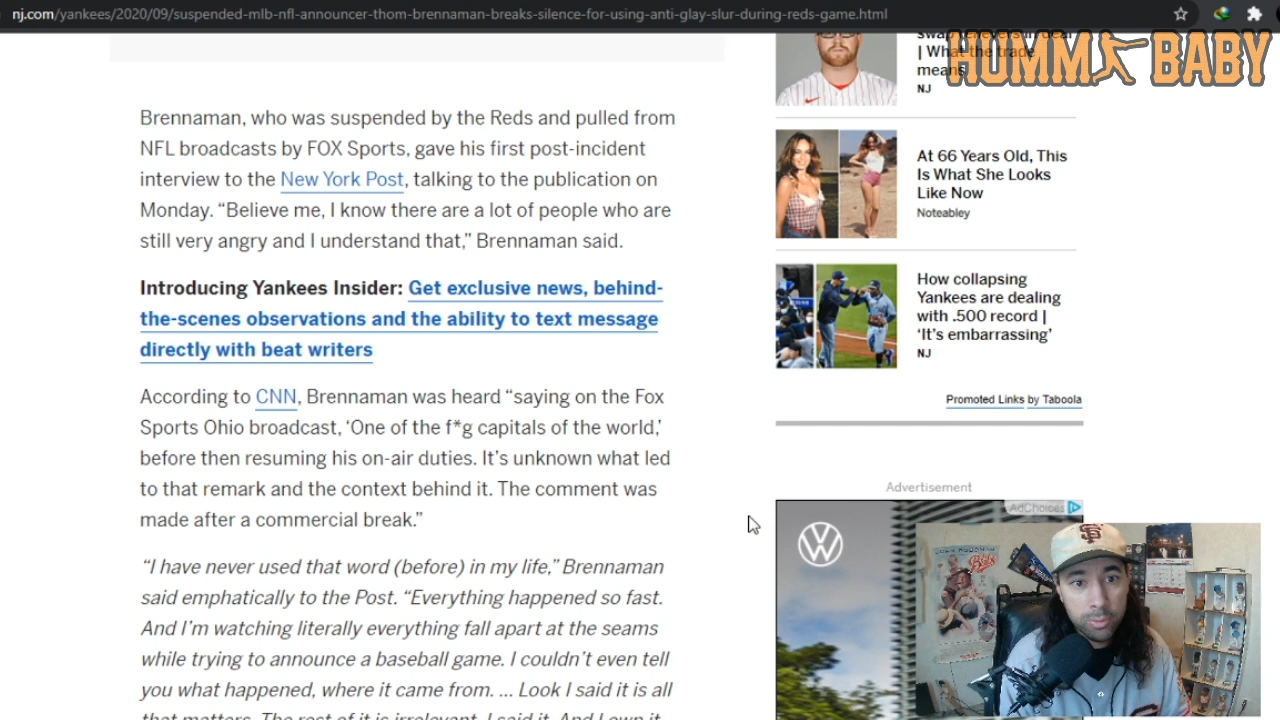 nj.com/yankees/2020/09/suspended-mlb-nfl-announcer-thom-brennaman-breaks-silence-for-using-anti-glay-slur-during-reds-game.html
HUMM BABY
Brennaman, who was suspended by the Reds and pulled from
NFL broadcasts by FOX Sports, gave his first post-incident
interview to the New York Post, talking to the publication on
Monday. “Believe me, I know there are a lot of people who are
still very angry and I understand that,” Brennaman said.
Introducing Yankees Insider: Get exclusive news, behind-
the-scenes observations and the ability to text message
directly with beat writers
According to CNN, Brennaman was heard “saying on the Fox
Sports Ohio broadcast, ‘One of the f*g capitals of the world,’
before then resuming his on-air duties. It’s unknown what led
to that remark and the context behind it. The comment was
made after a commercial break.”
“I have never used that word (before) in my life,” Brennaman
said emphatically to the Post. “Everything happened so fast.
And I’m watching literally everything fall apart at the seams
while trying to announce a baseball game. I couldn’t even tell
you what happened, where it came from. ... Look I said it is all
that matters. The rest of it is irrelevant. I said it. And I own it.
swap relievers in deal
| What the trade
means
NJ
At 66 Years Old, This
Is What She Looks
Like Now
Noteabley
How collapsing
Yankees are dealing
with .500 record |
‘It’s embarrassing’
NJ
Promoted Links by Taboola
Advertisement
AdChoices
Reds